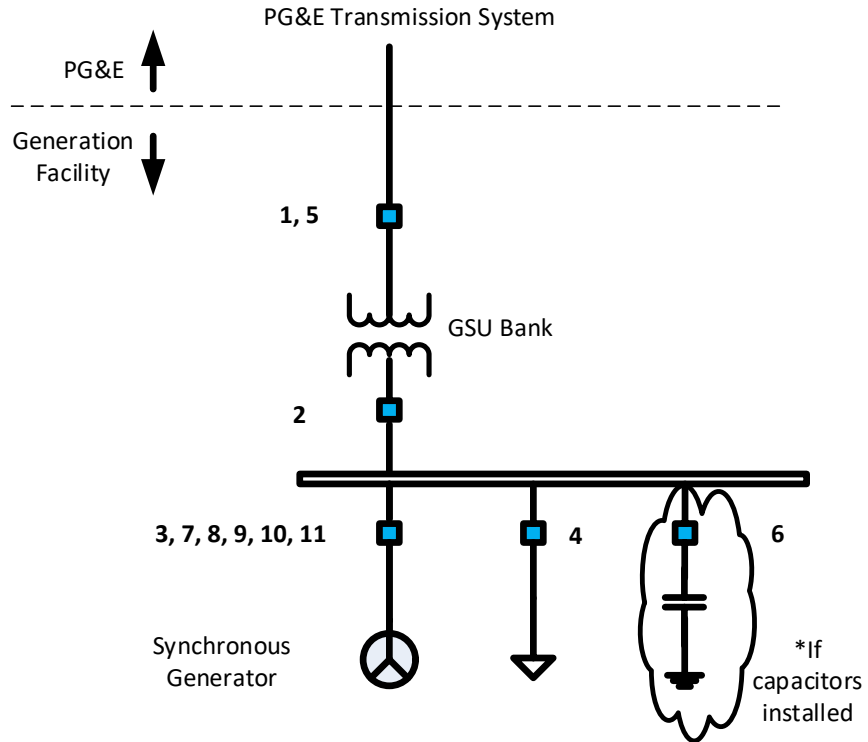 PG&E Transmission System
PG&E
Generation
Facility
1, 5
GSU Bank
2
3, 7, 8, 9, 10, 11
4
6
Synchronous
Generator
*If
capacitors
installed